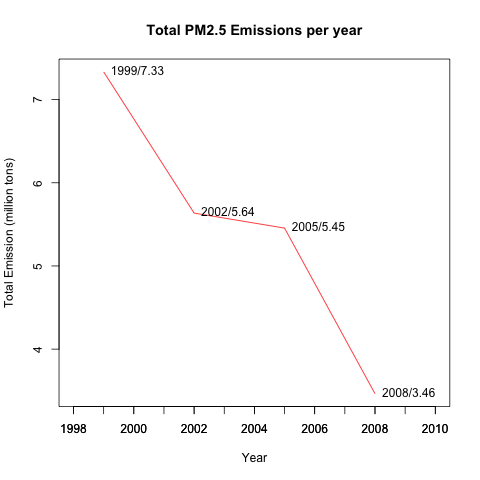 Total PM2.5 Emissions per year
Total Emission (million tons)
7
6
5
4
1999/7.33
2002/5.64
2005/5.45
2008/3.46
1998 2000 2002 2004 2006 2008 2010
Year